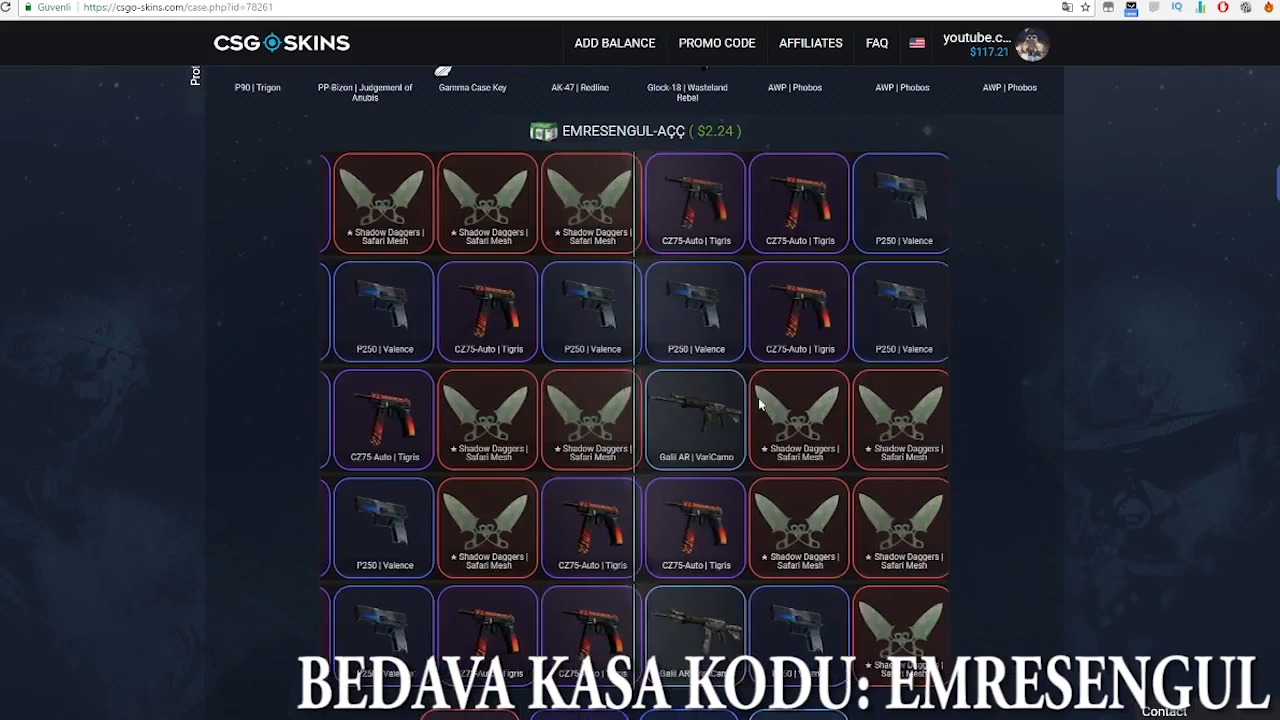 Güvenli https://csgo-skins.com/case.php?id=78261
CSG SKINS ADD BALANCE PROMO CODE AFFILIATES FAQ youtube.c...
$117.21
P90 | Trigon PP-Bizon | Judgement of Anubis Gamma Case Key AK-47 | Redline Glock-18 | Wasteland Rebel AWP | Phobos AWP | Phobos AWP | Phobos
EMRESENGUL-AÇÇ ( $2.24 )
★ Shadow Daggers | Safari Mesh ★ Shadow Daggers | Safari Mesh ★ Shadow Daggers | Safari Mesh CZ75-Auto | Tigris CZ75-Auto | Tigris P250 | Valence
P250 | Valence CZ75-Auto | Tigris P250 | Valence P250 | Valence CZ75-Auto | Tigris P250 | Valence
CZ75-Auto | Tigris ★ Shadow Daggers | Safari Mesh ★ Shadow Daggers | Safari Mesh Galil AR | VariCamo ★ Shadow Daggers | Safari Mesh ★ Shadow Daggers | Safari Mesh
P250 | Valence ★ Shadow Daggers | Safari Mesh CZ75-Auto | Tigris CZ75-Auto | Tigris ★ Shadow Daggers | Safari Mesh ★ Shadow Daggers | Safari Mesh
★ Shadow Daggers |
BEDAVA KASA KODU: EMRESENGUL
Contact